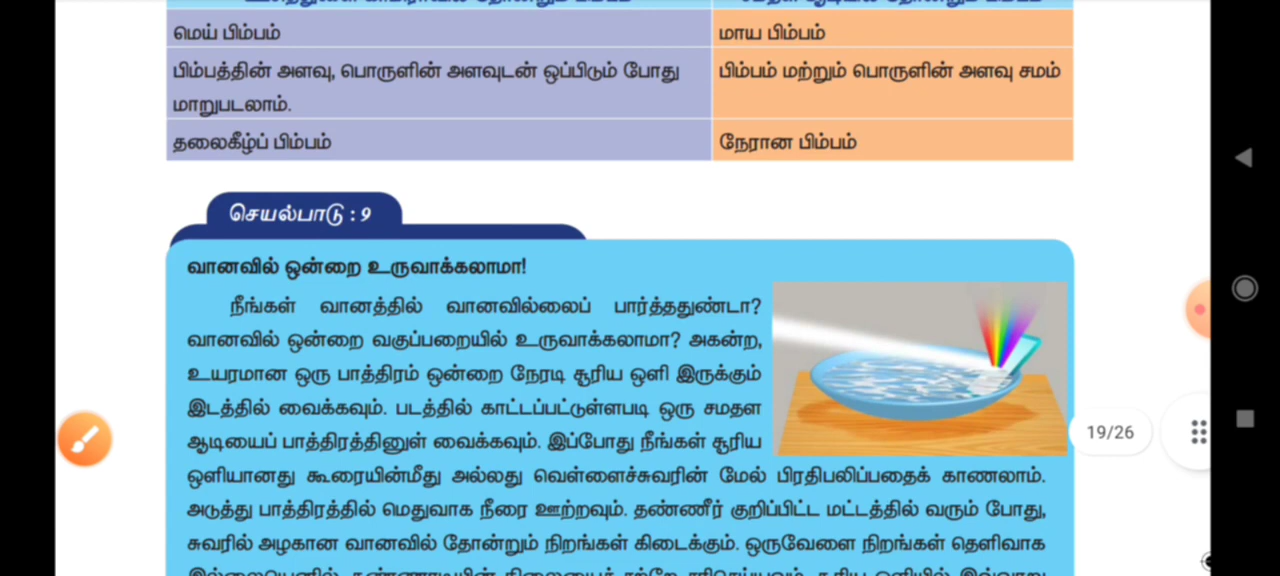 மெய் பிம்பம்
மாய பிம்பம்
பிம்பத்தின் அளவு, பொருளின் அளவுடன் ஒப்பிடும் போது
மாறுபடலாம்.
பிம்பம் மற்றும் பொருளின் அளவு சமம்
தலைகீழ்ப் பிம்பம்
நேரான பிம்பம்
செயல்பாடு : 9
வானவில் ஒன்றை உருவாக்கலாமா!
நீங்கள் வானத்தில் வானவில்லைப் பார்த்ததுண்டா?
வானவில் ஒன்றை வகுப்பறையில் உருவாக்கலாமா? அகன்ற,
உயரமான ஒரு பாத்திரம் ஒன்றை நேரடி சூரிய ஒளி இருக்கும்
இடத்தில் வைக்கவும். படத்தில் காட்டப்பட்டுள்ளபடி ஒரு சமதள
ஆடியைப் பாத்திரத்தினுள் வைக்கவும். இப்போது நீங்கள் சூரிய
ஒளியானது கூரையின்மீது அல்லது வெள்ளைச்சுவரின் மேல் பிரதிபலிப்பதைக் காணலாம்.
அடுத்து பாத்திரத்தில் மெதுவாக நீரை ஊற்றவும். தண்ணீர் குறிப்பிட்ட மட்டத்தில் வரும் போது,
சுவரில் அழகான வானவில் தோன்றும் நிறங்கள் கிடைக்கும். ஒருவேளை நிறங்கள் தெளிவாக
19/26